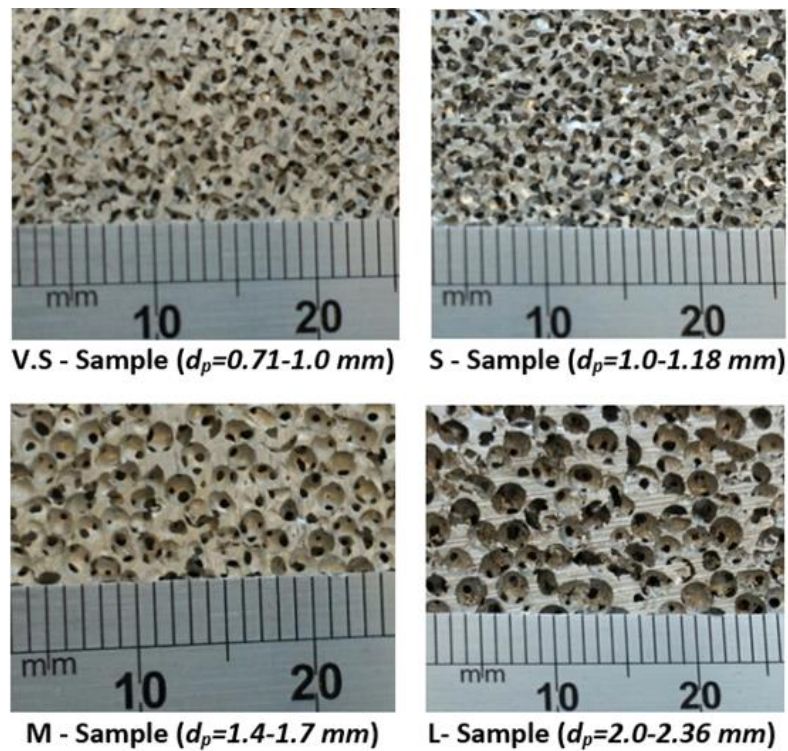 mm
10
20
mm
10
20
V.S - Sample (dp=0.71-1.0 mm)
S - Sample (dp=1.0-1.18 mm)
mm
10
20
mm
10
20
M - Sample (dp=1.4-1.7 mm)
L- Sample (dp=2.0-2.36 mm)